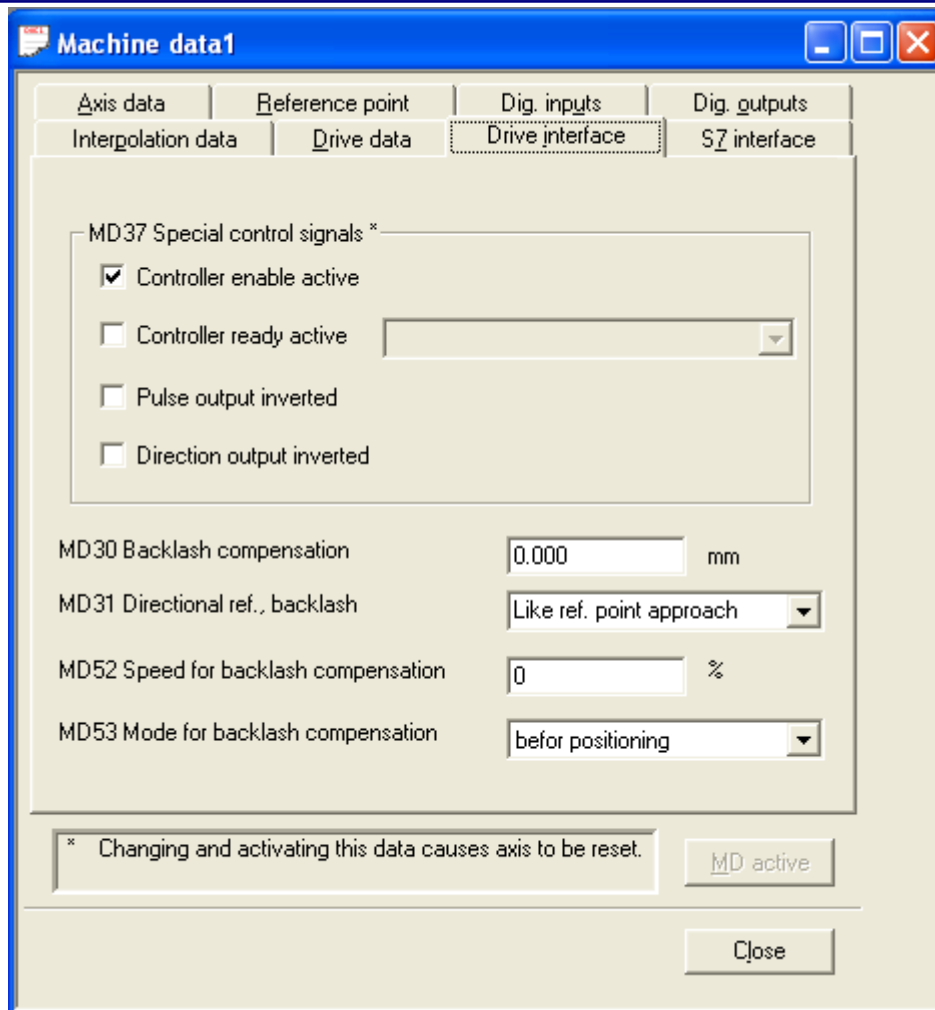 Machine data1
Axis data Reference point Dig. inputs Dig. outputs
Interpolation data Drive data Drive interface S7 interface
MD37 Special control signals *
Controller enable active
Controller ready active
Pulse output inverted
Direction output inverted
MD30 Backlash compensation 0.000 mm
MD31 Directional ref., backlash Like ref. point approach
MD52 Speed for backlash compensation 0 %
MD53 Mode for backlash compensation befor positioning
* Changing and activating this data causes axis to be reset.
MD active
Close